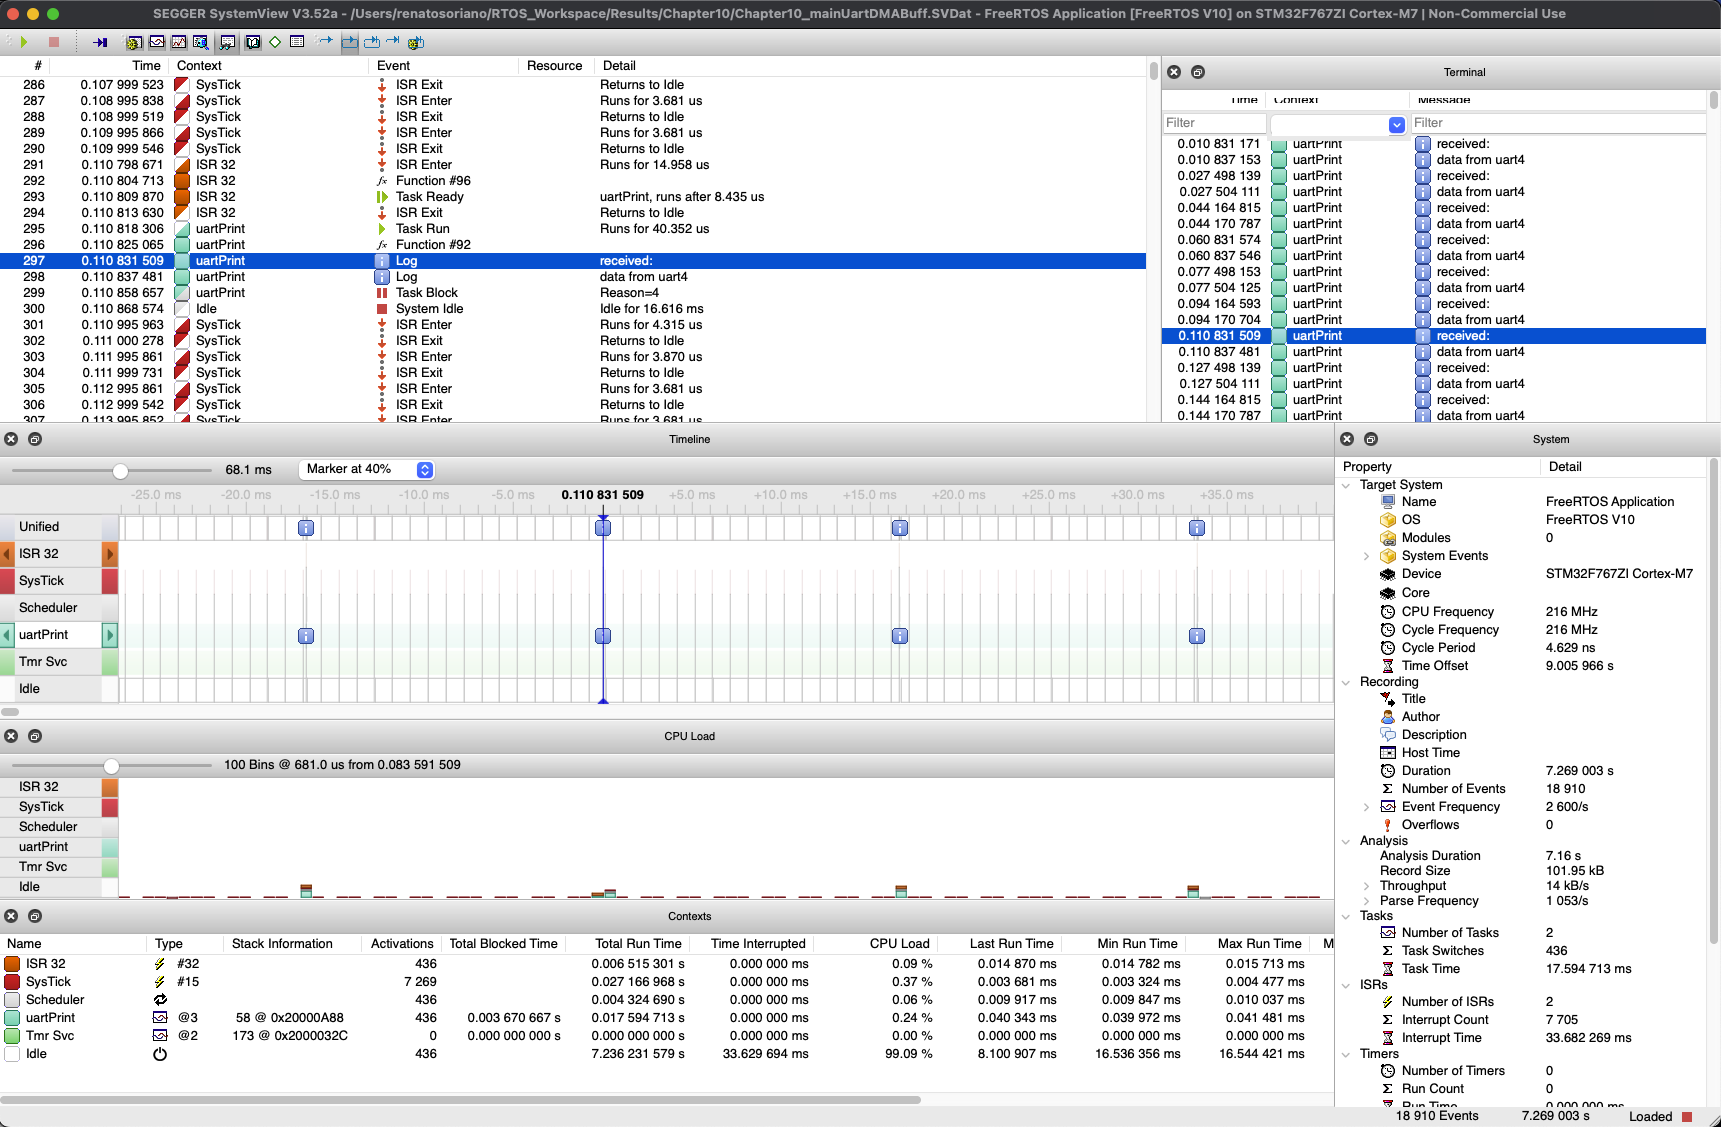 SEGGER SystemView V3.52a - /Users/renatosoriano/RTOS_Workspace/Results/Chapter10/Chapter10_mainUartDMABuff.SVDat - FreeRTOS Application [FreeRTOS V10] on STM32F767ZI Cortex-M7 | Non-Commercial Use
# Time Context Event Resource Detail
286 0.107 999 523 SysTick ISR Exit Returns to Idle
287 0.108 995 838 SysTick ISR Enter Runs for 3.681 us
288 0.108 999 519 SysTick ISR Exit Returns to Idle
289 0.109 995 866 SysTick ISR Enter Runs for 3.681 us
290 0.109 999 546 SysTick ISR Exit Returns to Idle
291 0.110 798 671 ISR 32 ISR Enter Runs for 14.958 us
292 0.110 804 713 ISR 32 fx Function #96
293 0.110 809 870 ISR 32 Task Ready uartPrint, runs after 8.435 us
294 0.110 813 630 ISR 32 ISR Exit Returns to Idle
295 0.110 818 306 uartPrint Task Run Runs for 40.352 us
296 0.110 825 065 uartPrint fx Function #92
297 0.110 831 509 uartPrint i Log received:
298 0.110 837 481 uartPrint i Log data from uart4
299 0.110 858 657 uartPrint Task Block Reason=4
300 0.110 868 574 Idle System Idle Idle for 16.616 ms
301 0.110 995 963 SysTick ISR Enter Runs for 4.315 us
302 0.111 000 278 SysTick ISR Exit Returns to Idle
303 0.111 995 861 SysTick ISR Enter Runs for 3.870 us
304 0.111 999 731 SysTick ISR Exit Returns to Idle
305 0.112 995 861 SysTick ISR Enter Runs for 3.681 us
306 0.112 999 542 SysTick ISR Exit Returns to Idle
307 0.113 995 852 SysTick ISR Enter Runs for 3.681 us
Terminal
Time Context Message
Filter Filter
0.010 831 171 uartPrint i received:
0.010 837 153 uartPrint i data from uart4
0.027 498 139 uartPrint i received:
0.027 504 111 uartPrint i data from uart4
0.044 164 815 uartPrint i received:
0.044 170 787 uartPrint i data from uart4
0.060 831 574 uartPrint i received:
0.060 837 546 uartPrint i data from uart4
0.077 498 153 uartPrint i received:
0.077 504 125 uartPrint i data from uart4
0.094 164 593 uartPrint i received:
0.094 170 704 uartPrint i data from uart4
0.110 831 509 uartPrint i received:
0.110 837 481 uartPrint i data from uart4
0.127 498 139 uartPrint i received:
0.127 504 111 uartPrint i data from uart4
0.144 164 815 uartPrint i received:
0.144 170 787 uartPrint i data from uart4
Timeline
68.1 ms Marker at 40%
-25.0 ms -20.0 ms -15.0 ms -10.0 ms -5.0 ms 0.110 831 509 +5.0 ms +10.0 ms +15.0 ms +20.0 ms +25.0 ms +30.0 ms +35.0 ms
Unified i i i i
ISR 32
SysTick
Scheduler
uartPrint i i i i
Tmr Svc
Idle
CPU Load
100 Bins @ 681.0 us from 0.083 591 509
ISR 32
SysTick
Scheduler
uartPrint
Tmr Svc
Idle
Contexts
Name Type Stack Information Activations Total Blocked Time Total Run Time Time Interrupted CPU Load Last Run Time Min Run Time Max Run Time M
ISR 32 #32 436 0.006 515 301 s 0.000 000 ms 0.09 % 0.014 870 ms 0.014 782 ms 0.015 713 ms
SysTick #15 7 269 0.027 166 968 s 0.000 000 ms 0.37 % 0.003 681 ms 0.003 324 ms 0.004 477 ms
Scheduler 436 0.004 324 690 s 0.000 000 ms 0.06 % 0.009 917 ms 0.009 847 ms 0.010 037 ms
uartPrint @3 58 @ 0x20000A88 436 0.003 670 667 s 0.017 594 713 s 0.000 000 ms 0.24 % 0.040 343 ms 0.039 972 ms 0.041 481 ms
Tmr Svc @2 173 @ 0x2000032C 0 0.000 000 000 s 0.000 000 000 s 0.000 000 ms 0.00 % 0.000 000 ms 0.000 000 ms 0.000 000 ms
Idle 436 7.236 231 579 s 33.629 694 ms 99.09 % 8.100 907 ms 16.536 356 ms 16.544 421 ms
System
Property Detail
Target System
Name FreeRTOS Application
OS FreeRTOS V10
Modules 0
System Events
Device STM32F767ZI Cortex-M7
Core
CPU Frequency 216 MHz
Cycle Frequency 216 MHz
Cycle Period 4.629 ns
Time Offset 9.005 966 s
Recording
Title
Author
Description
Host Time
Duration 7.269 003 s
Σ Number of Events 18 910
Event Frequency 2 600/s
Overflows 0
Analysis
Analysis Duration 7.16 s
Record Size 101.95 kB
Throughput 14 kB/s
Parse Frequency 1 053/s
Tasks
Number of Tasks 2
Σ Task Switches 436
Task Time 17.594 713 ms
ISRs
Number of ISRs 2
Σ Interrupt Count 7 705
Interrupt Time 33.682 269 ms
Timers
Number of Timers 0
Σ Run Count 0
Run Time 0.000 000 ms
18 910 Events 7.269 003 s Loaded